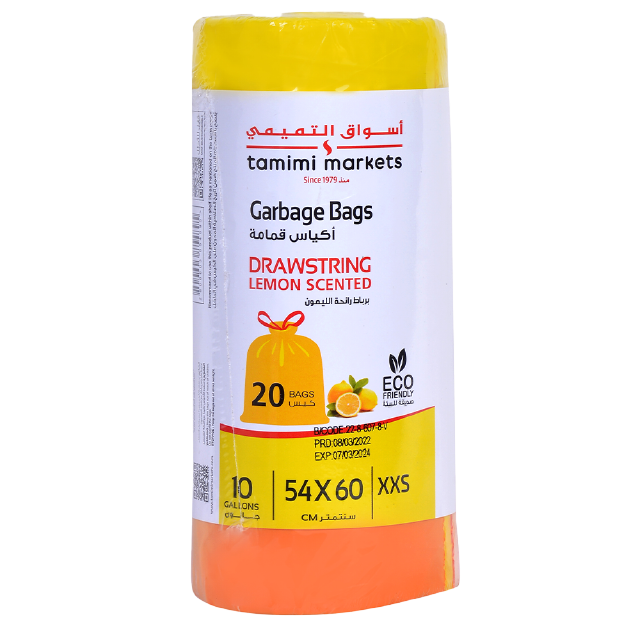 أسواق التميمي
tamimi markets
Since 1979 منذ
Garbage Bags
أكياس قمامة
DRAWSTRING
LEMON SCENTED
برباط رائحة الليمون
20 BAGS
كيس
ECO
FRIENDLY
صديقة للبيئة
PRD:08/03/2022
EXP:07/03/2024
10
GALLONS
جالون
54X60
CM سنتمتر
XXS